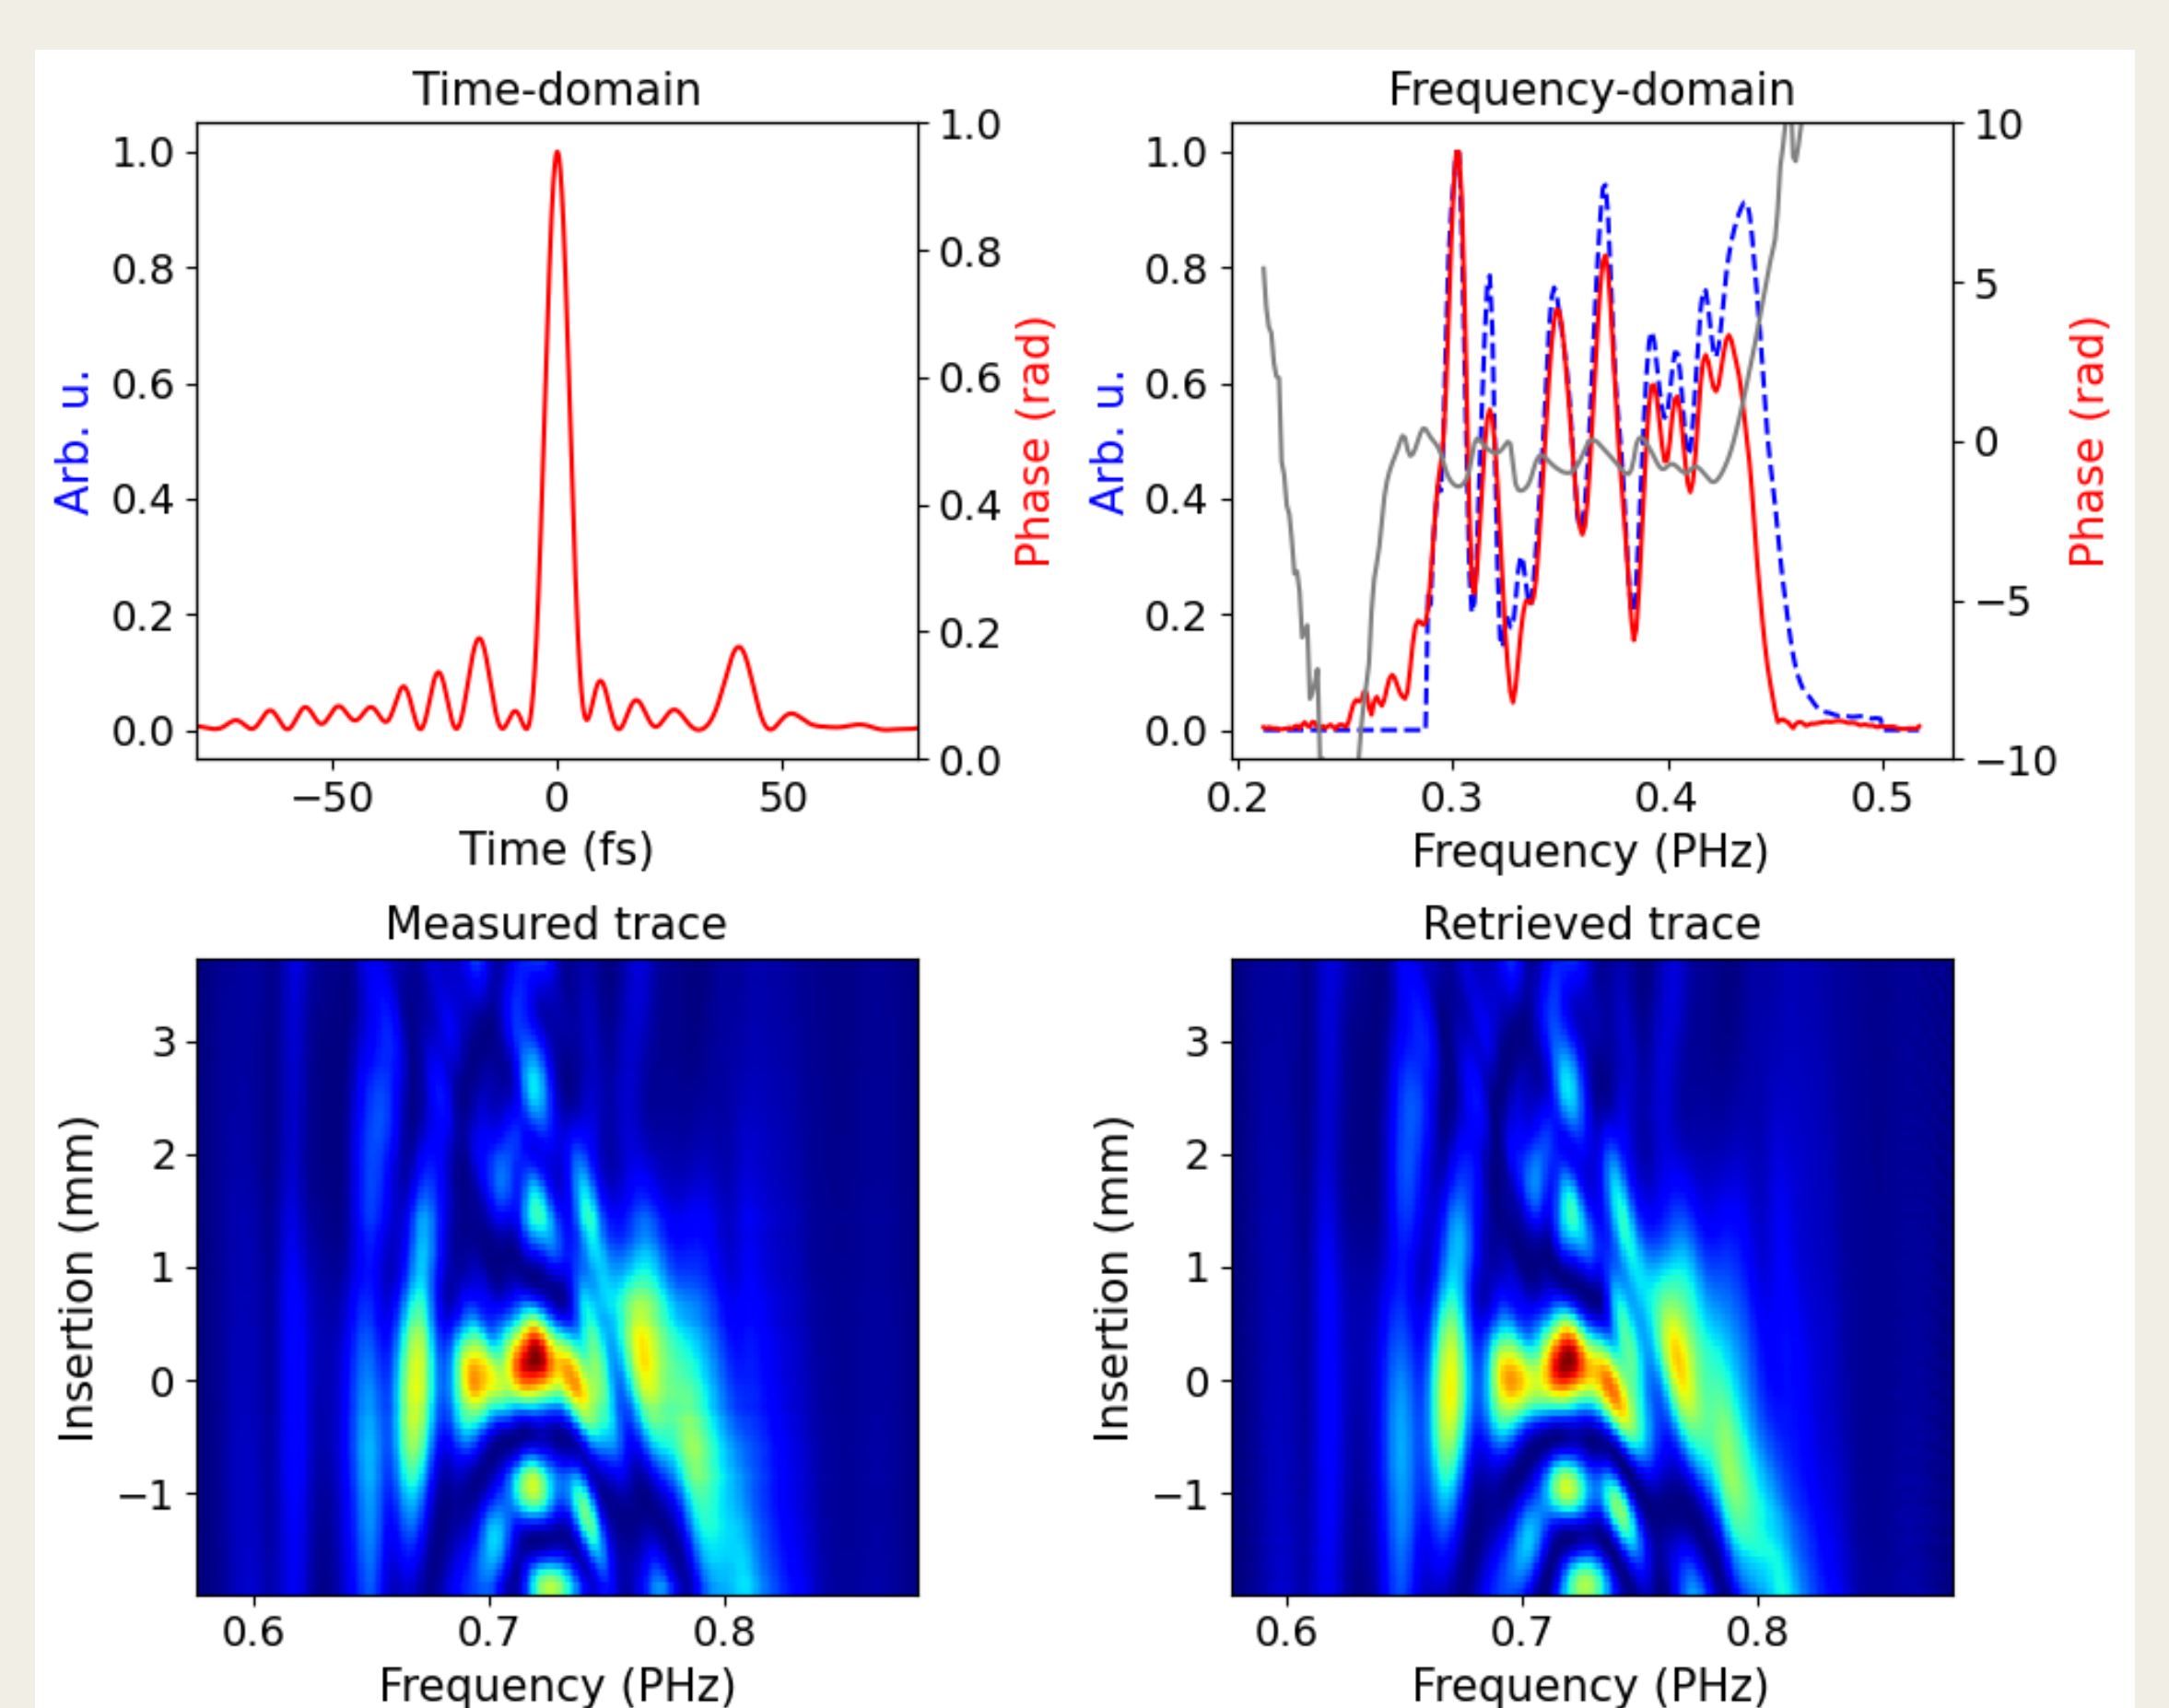 Time-domain
1.0
0.8
0.6
0.4
0.2
0.0
Arb. u.
1.0
0.8
0.6
0.4
0.2
0.0
Phase (rad)
−50 0 50
Time (fs)
Frequency-domain
1.0
0.8
0.6
0.4
0.2
0.0
Arb. u.
10
5
0
−5
−10
Phase (rad)
0.2 0.3 0.4 0.5
Frequency (PHz)
Measured trace
3
2
1
0
−1
Insertion (mm)
0.6 0.7 0.8
Frequency (PHz)
Retrieved trace
3
2
1
0
−1
Insertion (mm)
0.6 0.7 0.8
Frequency (PHz)